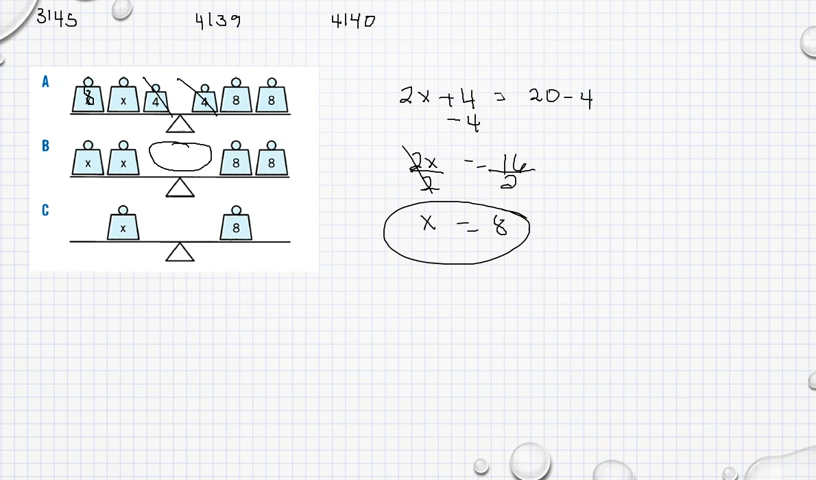 3145 4139 4140
A 8 x 4 4 8 8
2x + 4 = 20 - 4
- 4
B x x 8 8
2x = 16
2 2
C x 8
x = 8